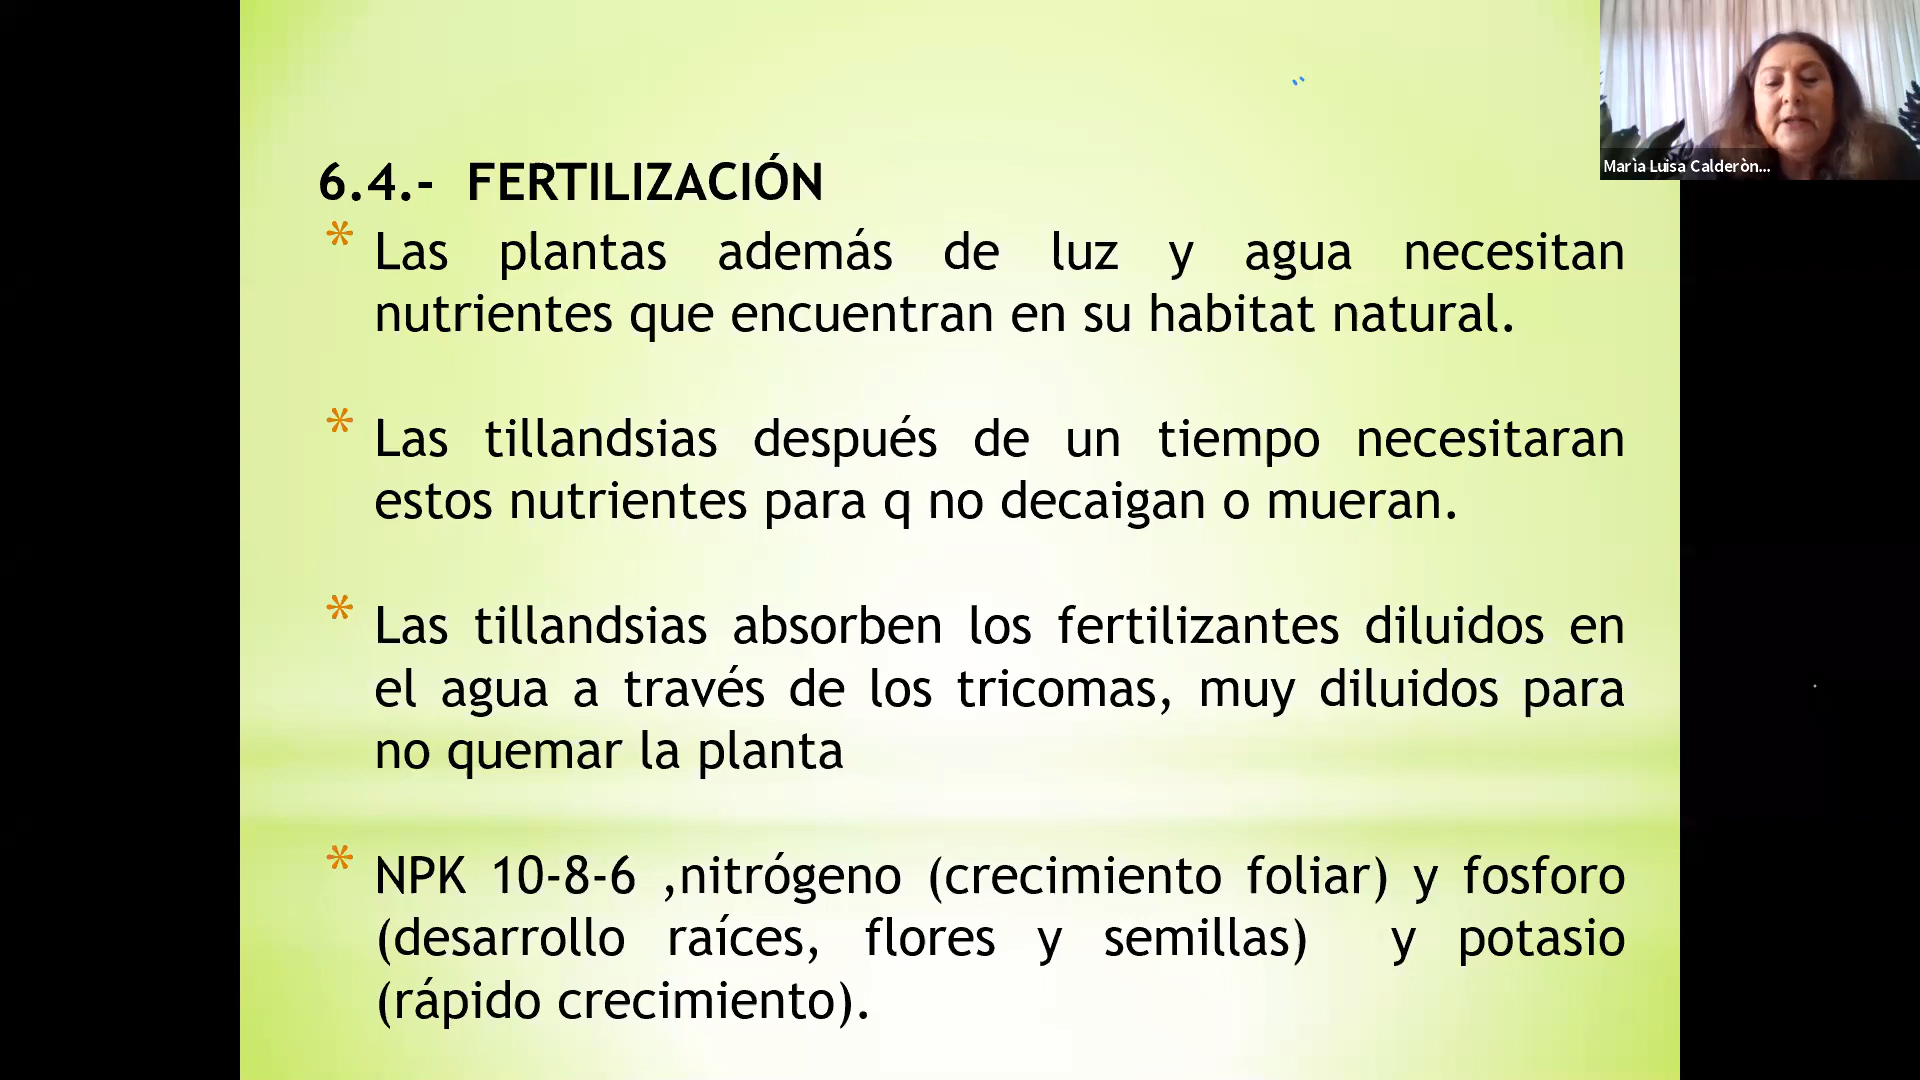 6.4.- FERTILIZACIÓN
* Las plantas además de luz y agua necesitan
nutrientes que encuentran en su habitat natural.
* Las tillandsias después de un tiempo necesitaran
estos nutrientes para q no decaigan o mueran.
* Las tillandsias absorben los fertilizantes diluidos en
el agua a través de los tricomas, muy diluidos para
no quemar la planta
* NPK 10-8-6 ,nitrógeno (crecimiento foliar) y fosforo
(desarrollo raíces, flores y semillas) y potasio
(rápido crecimiento).
Marìa Luisa Calderòn...